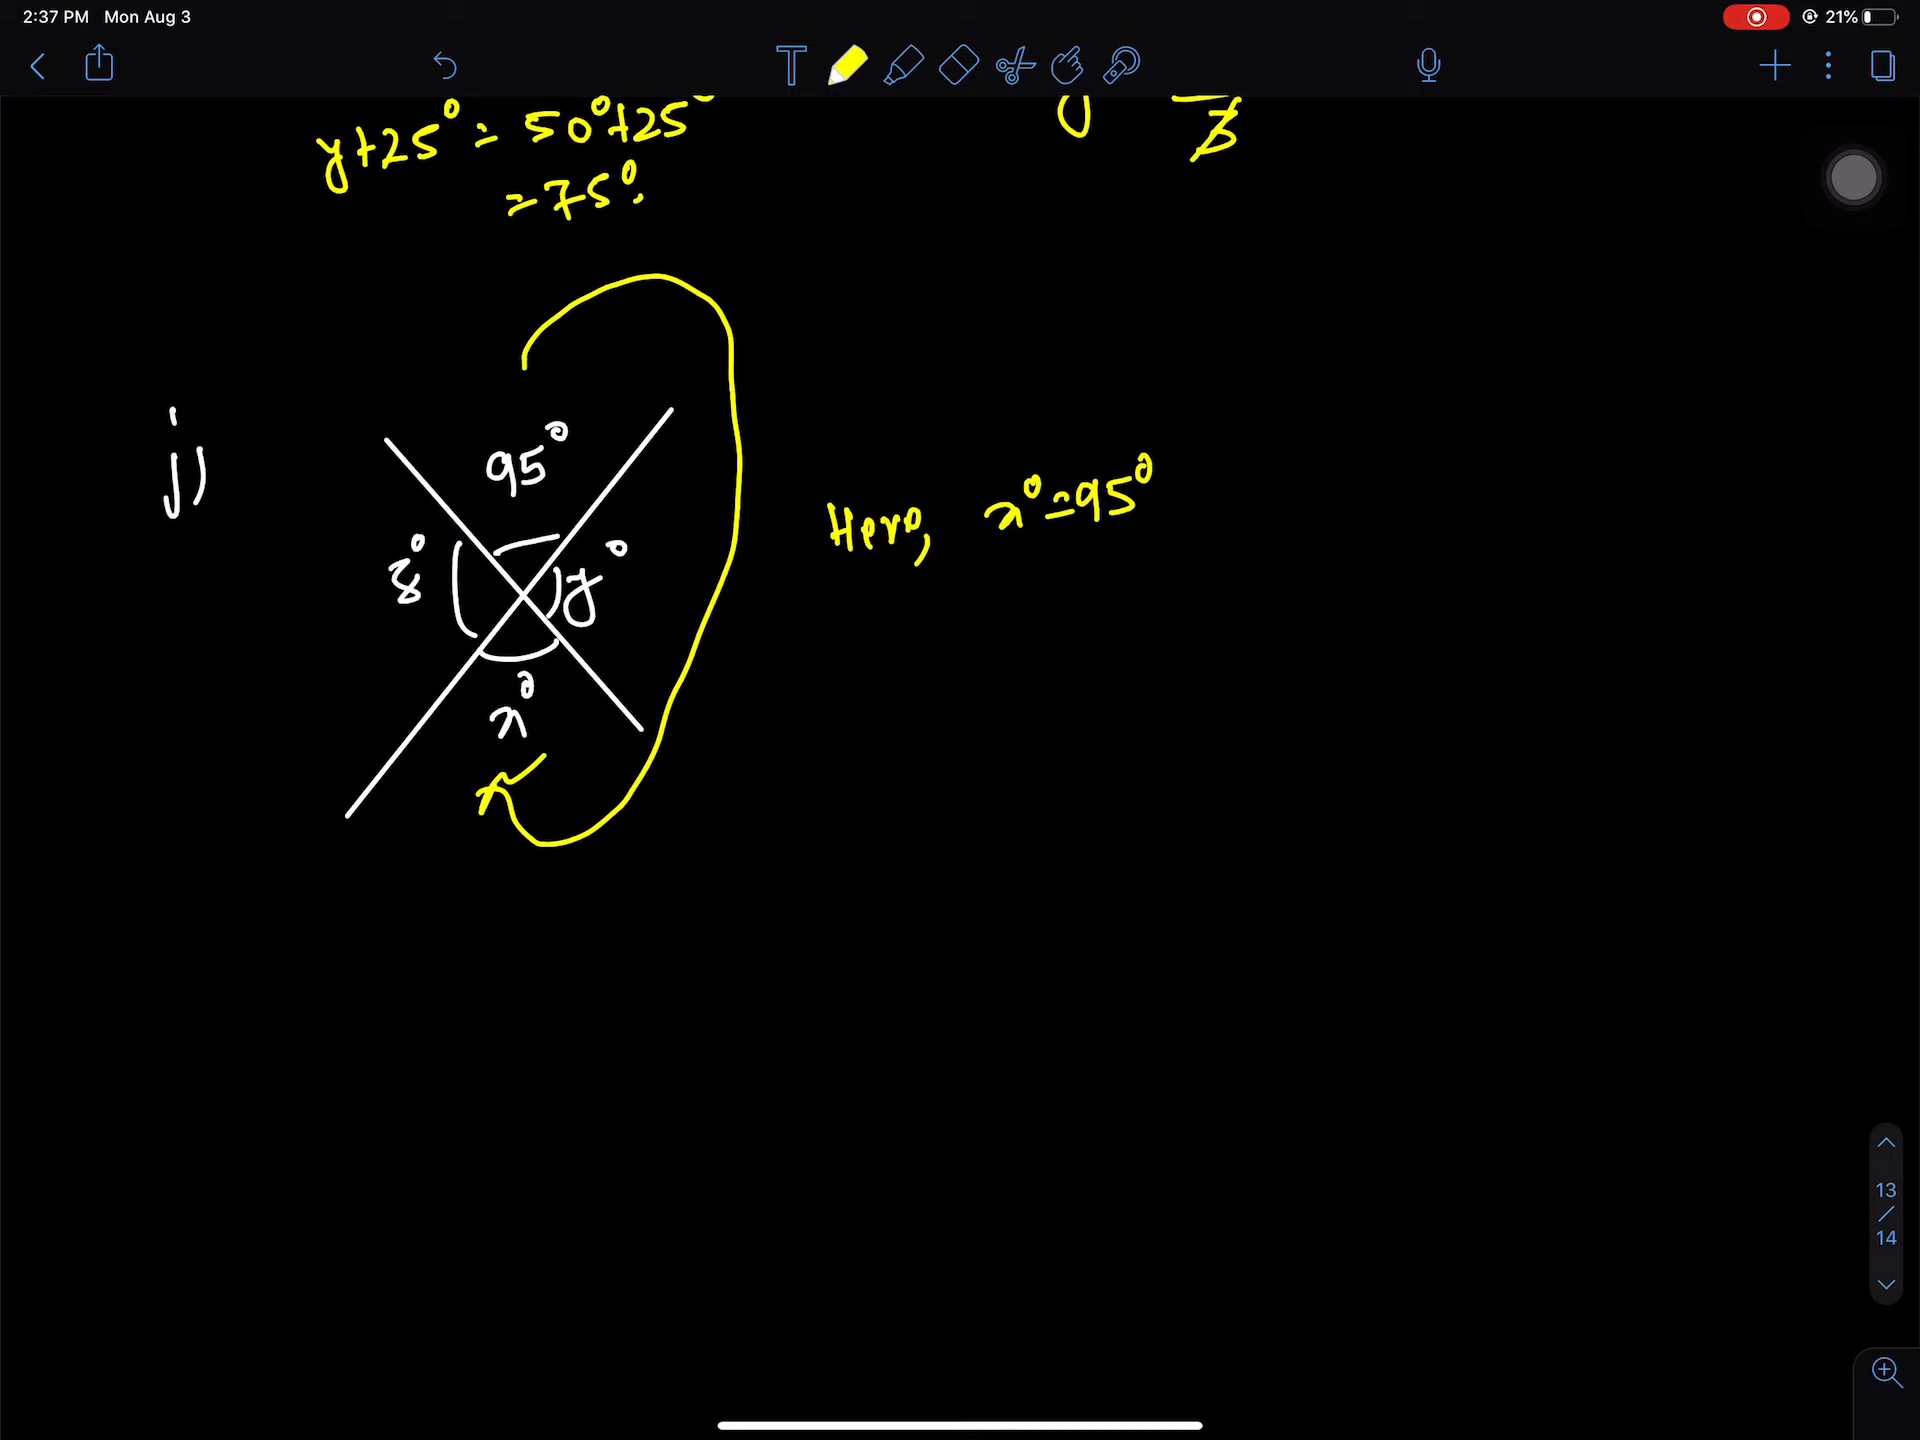 2:37 PM Mon Aug 3
21%
T
y+25° = 50°+25°
= 75°.
j)
95°
z°
y°
x°
Here, x° = 95°
13
/
14